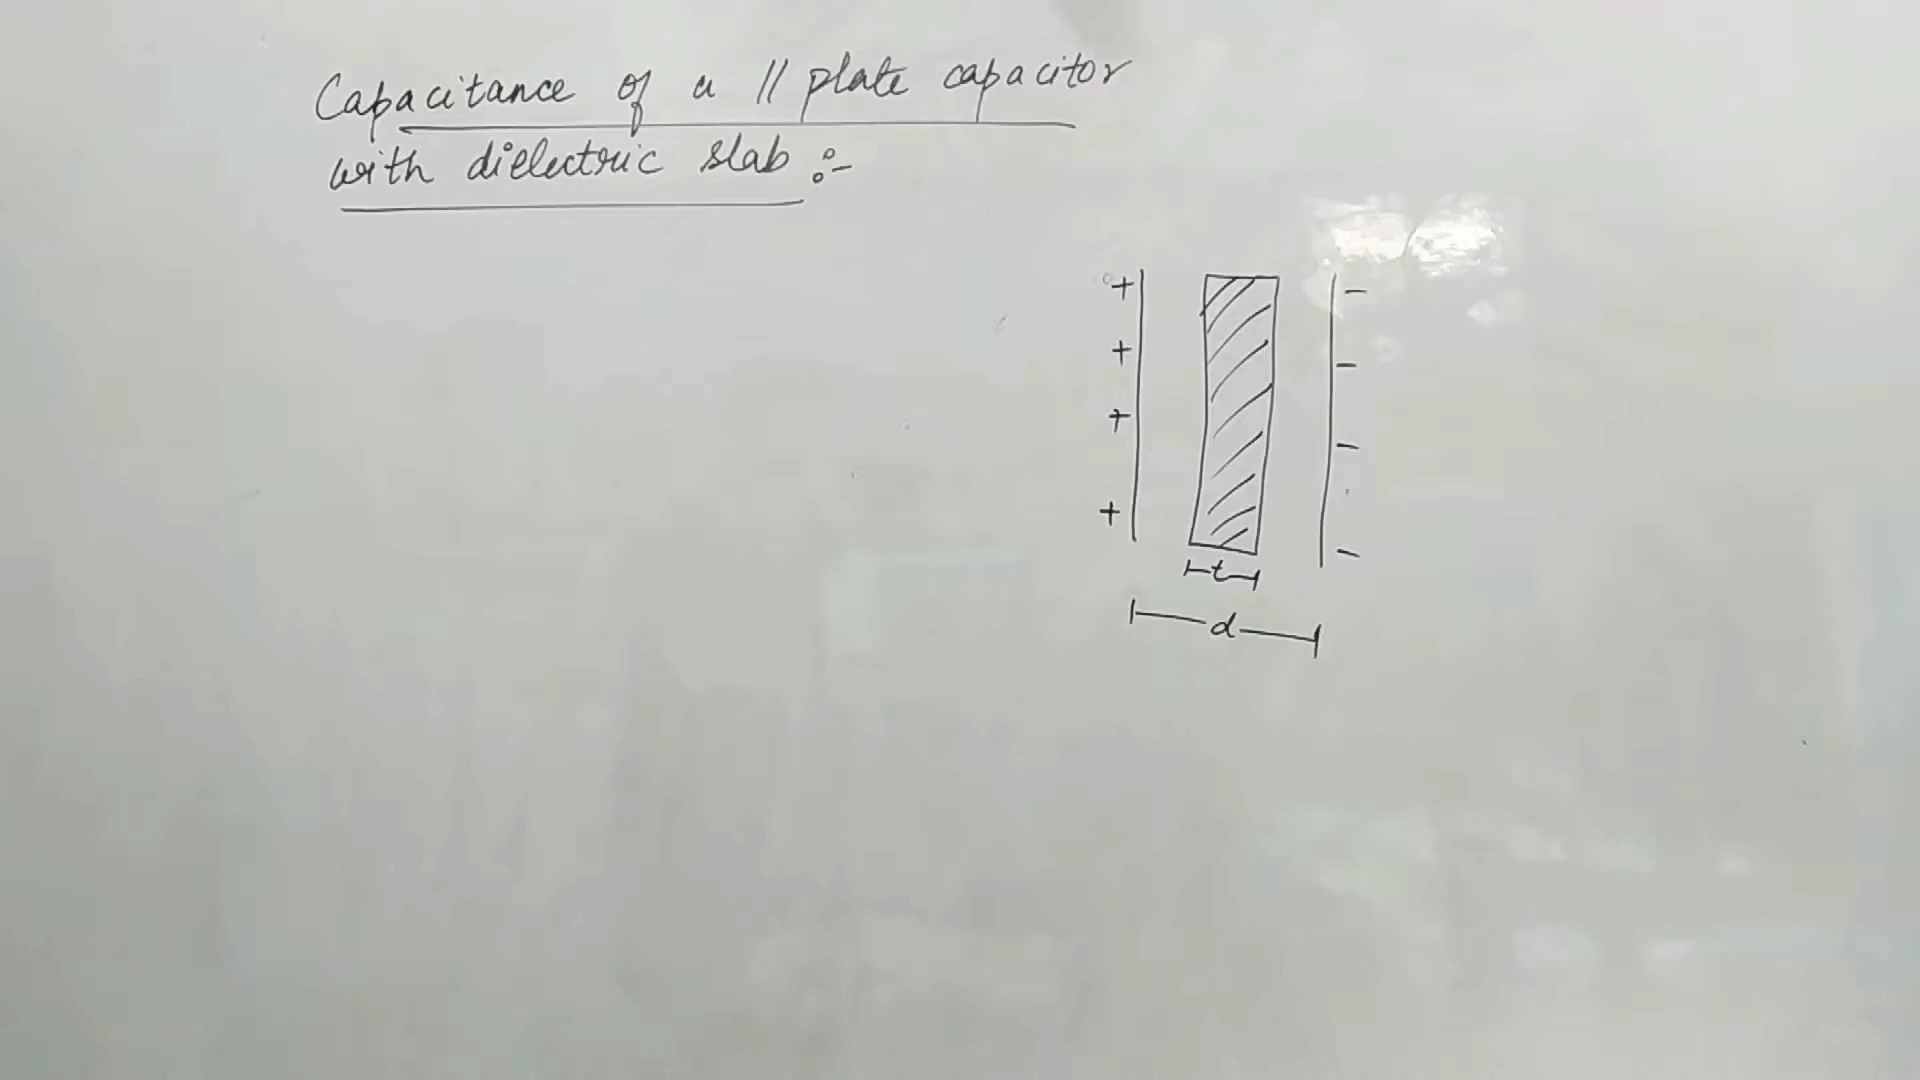 Capacitance of a // plate capacitor
with dielectric slab :-
+ -
+ -
+ -
+ -
t
d